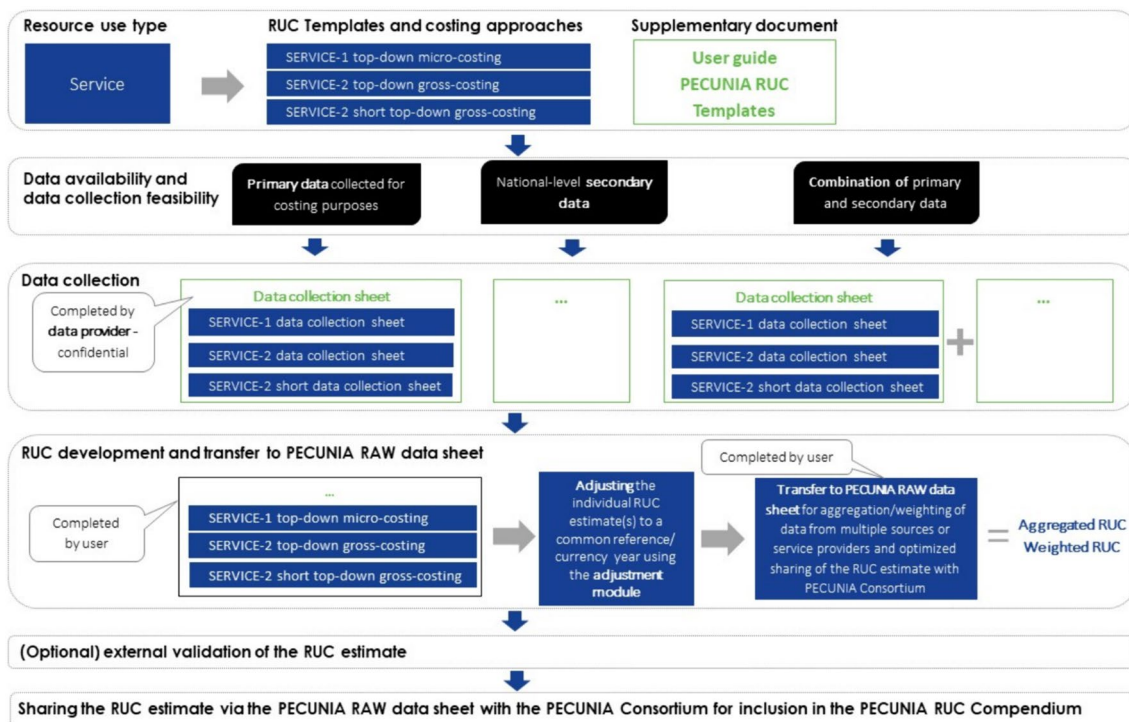 Resource use type
RUC Templates and costing approaches
Supplementary document
Service
SERVICE-1 top-down micro-costing
SERVICE-2 top-down gross-costing
SERVICE-2 short top-down gross-costing
User guide
PECUNIA RUC
Templates
Data availability and
data collection feasibility
Primary data collected for
costing purposes
National-level secondary
data
Combination of primary
and secondary data
Data collection
Completed by
data provider -
confidential
Data collection sheet
SERVICE-1 data collection sheet
SERVICE-2 data collection sheet
SERVICE-2 short data collection sheet
...
Data collection sheet
SERVICE-1 data collection sheet
SERVICE-2 data collection sheet
SERVICE-2 short data collection sheet
+
...
RUC development and transfer to PECUNIA RAW data sheet
Completed
by user
...
SERVICE-1 top-down micro-costing
SERVICE-2 top-down gross-costing
SERVICE-2 short top-down gross-costing
Adjusting the
individual RUC
estimate(s) to a
common reference/
currency year using
the adjustment
module
Completed by user
Transfer to PECUNIA RAW data
sheet for aggregation/weighting of
data from multiple sources or
service providers and optimized
sharing of the RUC estimate with
PECUNIA Consortium
=
Aggregated RUC
Weighted RUC
(Optional) external validation of the RUC estimate
Sharing the RUC estimate via the PECUNIA RAW data sheet with the PECUNIA Consortium for inclusion in the PECUNIA RUC Compendium